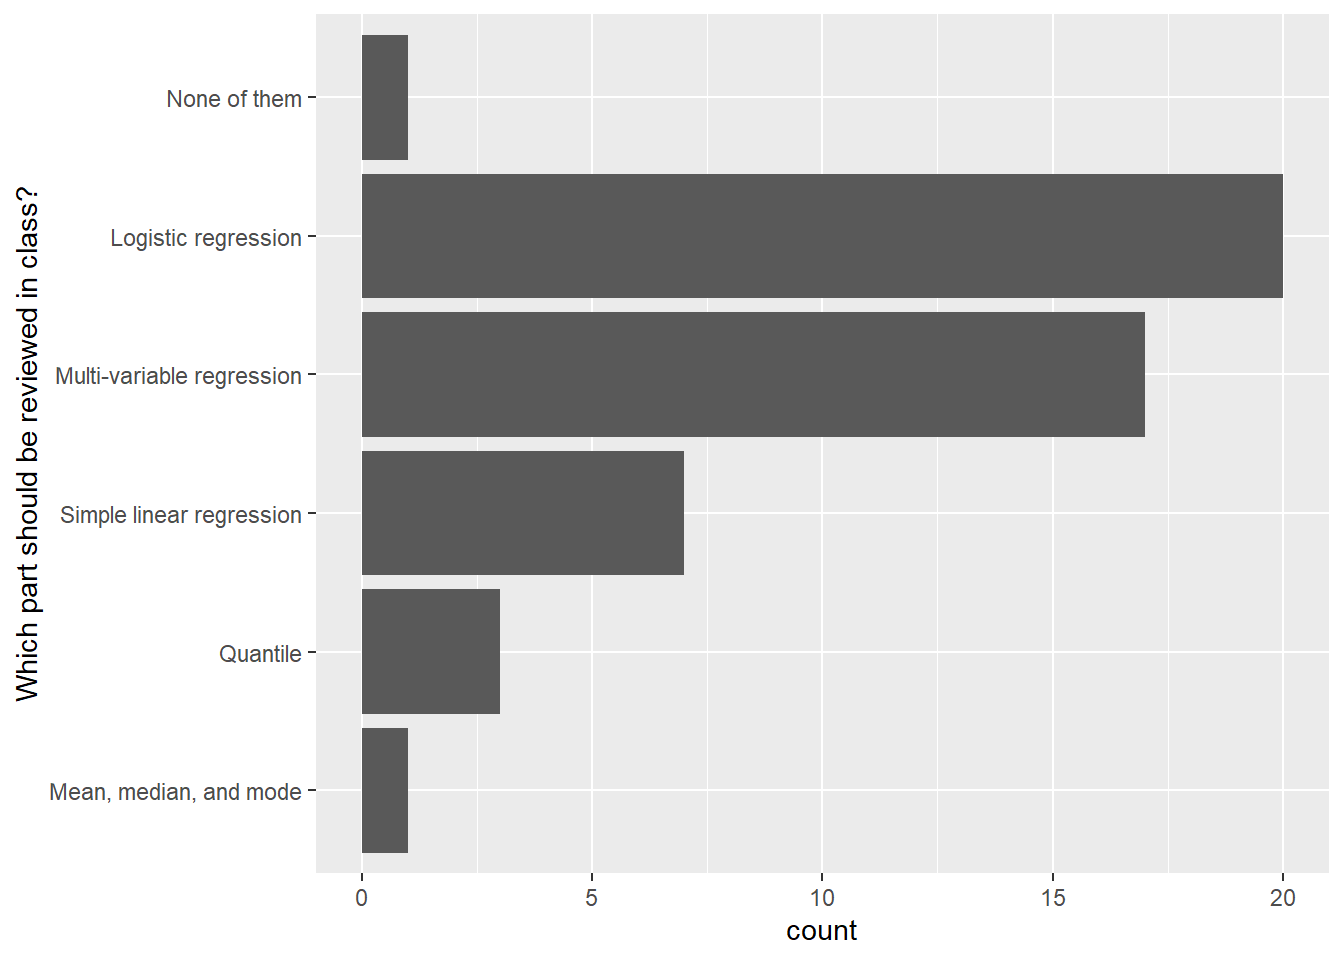 None of them
Logistic regression
Multi-variable regression
Simple linear regression
Quantile
Mean, median, and mode
Which part should be reviewed in class?
0 5 10 15 20
count